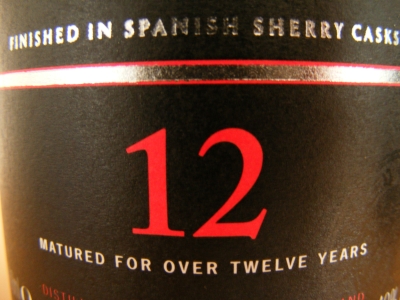 FINISHED IN SPANISH SHERRY CASKS
12
MATURED FOR OVER TWELVE YEARS